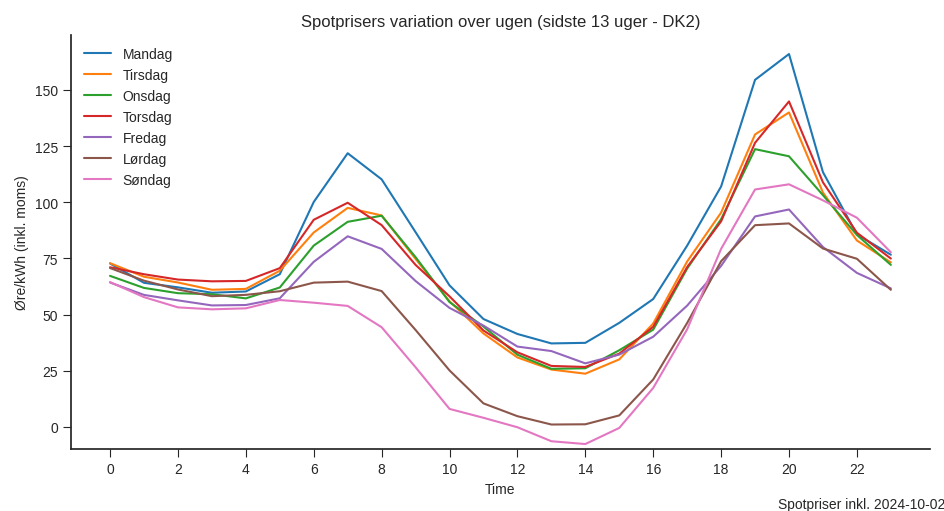 Spotprisers variation over ugen (sidste 13 uger - DK2)
Mandag
Tirsdag
Onsdag
Torsdag
Fredag
Lørdag
Søndag
Øre/kWh (inkl. moms)
150
125
100
75
50
25
0
0 2 4 6 8 10 12 14 16 18 20 22
Time
Spotpriser inkl. 2024-10-02